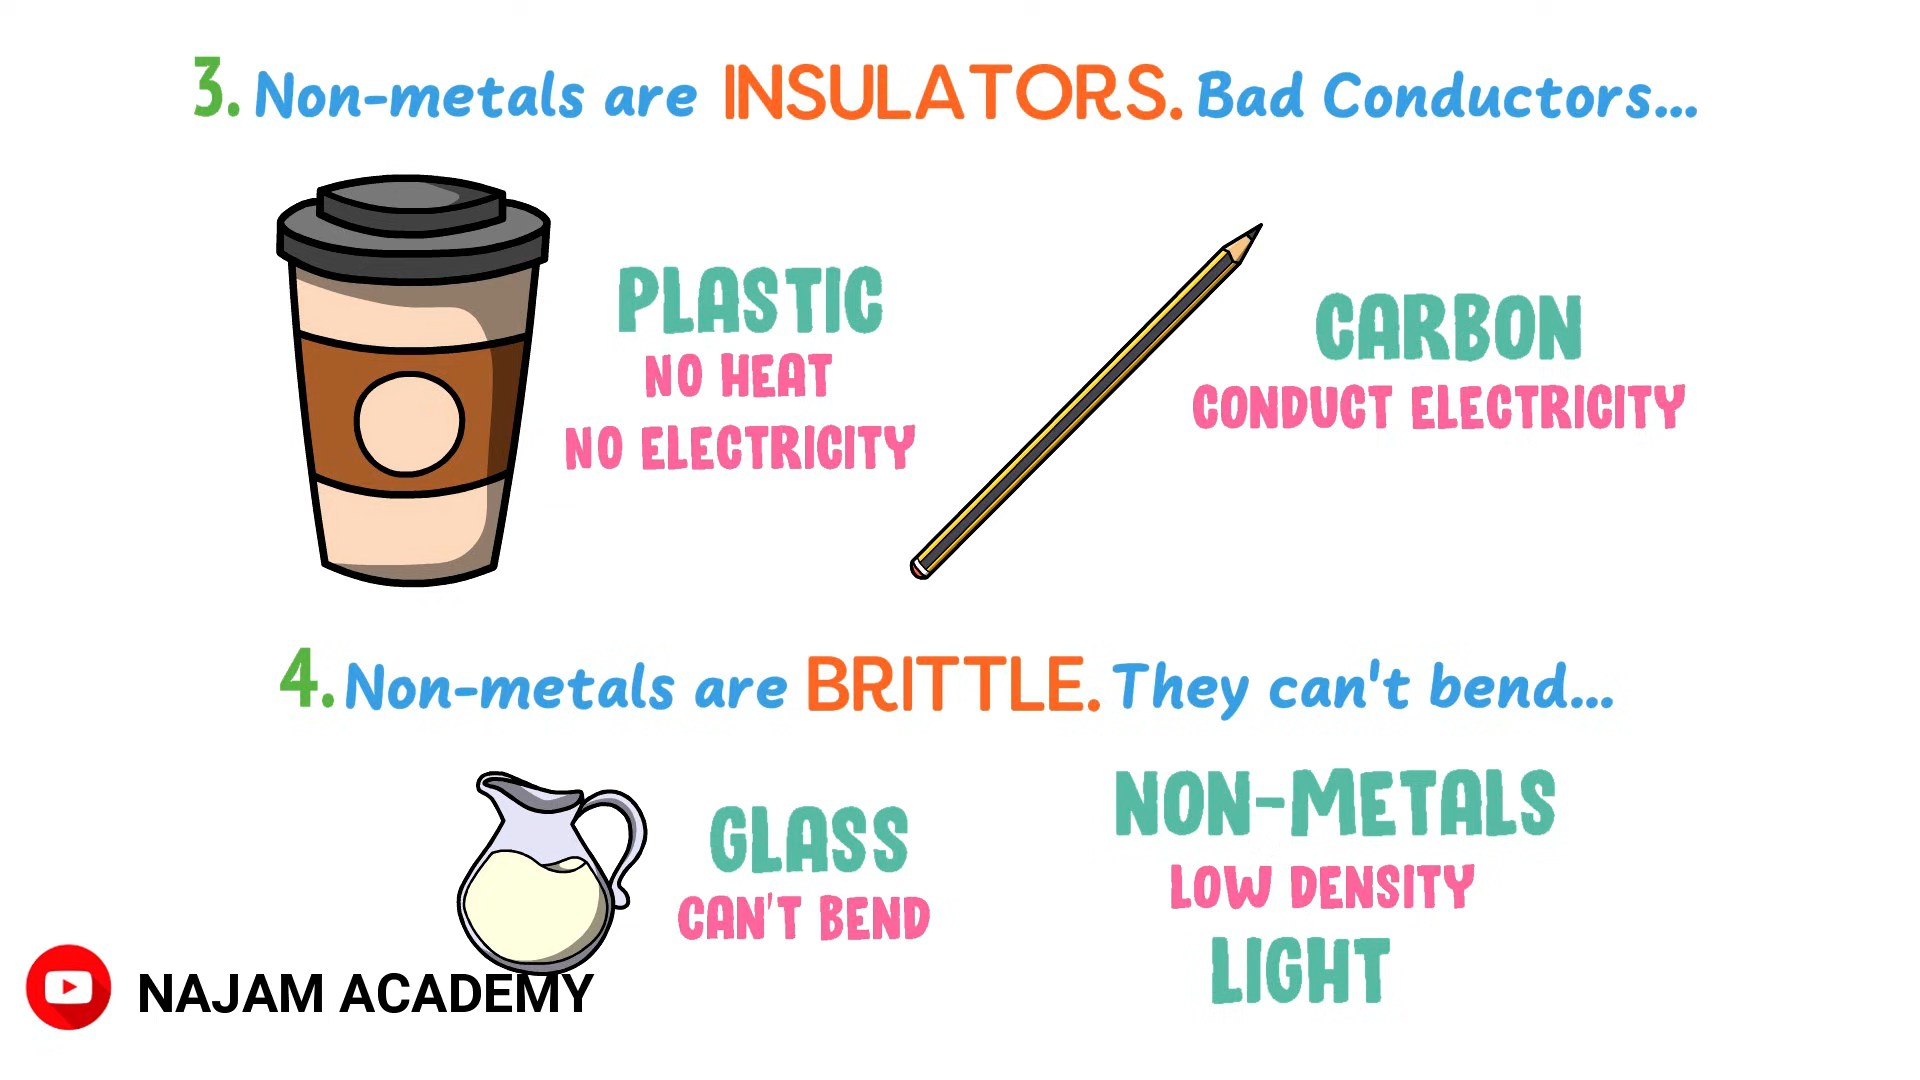 3. Non-metals are INSULATORS. Bad Conductors...
PLASTIC
NO HEAT
NO ELECTRICITY
CARBON
CONDUCT ELECTRICITY
4. Non-metals are BRITTLE. They can't bend...
GLASS
CAN'T BEND
NON-METALS
LOW DENSITY
LIGHT
NAJAM ACADEMY